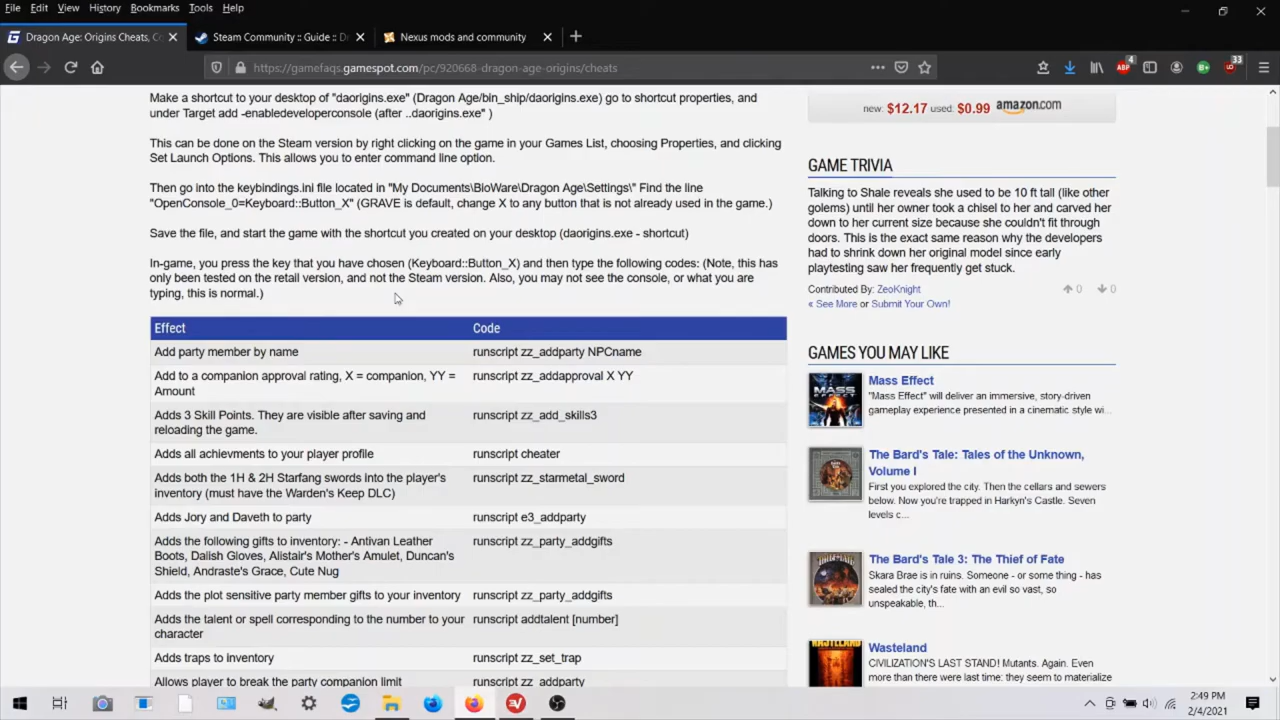 File Edit View History Bookmarks Tools Help
Dragon Age: Origins Cheats, Co
Steam Community :: Guide :: D
Nexus mods and community
https://gamefaqs.gamespot.com/pc/920668-dragon-age-origins/cheats
4
33
Make a shortcut to your desktop of "daorigins.exe" (Dragon Age/bin_ship/daorigins.exe) go to shortcut properties, and
under Target add -enabledeveloperconsole (after ..daorigins.exe" )
This can be done on the Steam version by right clicking on the game in your Games List, choosing Properties, and clicking
Set Launch Options. This allows you to enter command line option.
Then go into the keybindings.ini file located in "My Documents\BioWare\Dragon Age\Settings\" Find the line
"OpenConsole_0=Keyboard::Button_X" (GRAVE is default, change X to any button that is not already used in the game.)
Save the file, and start the game with the shortcut you created on your desktop (daorigins.exe - shortcut)
In-game, you press the key that you have chosen (Keyboard::Button_X) and then type the following codes: (Note, this has
only been tested on the retail version, and not the Steam version. Also, you may not see the console, or what you are
typing, this is normal.)
Effect Code
Add party member by name runscript zz_addparty NPCname
Add to a companion approval rating, X = companion, YY = runscript zz_addapproval X YY
Amount
Adds 3 Skill Points. They are visible after saving and runscript zz_add_skills3
reloading the game.
Adds all achievments to your player profile runscript cheater
Adds both the 1H & 2H Starfang swords into the player's runscript zz_starmetal_sword
inventory (must have the Warden's Keep DLC)
Adds Jory and Daveth to party runscript e3_addparty
Adds the following gifts to inventory: - Antivan Leather runscript zz_party_addgifts
Boots, Dalish Gloves, Alistair's Mother's Amulet, Duncan's
Shield, Andraste's Grace, Cute Nug
Adds the plot sensitive party member gifts to your inventory runscript zz_party_addgifts
Adds the talent or spell corresponding to the number to your runscript addtalent [number]
character
Adds traps to inventory runscript zz_set_trap
Allows player to break the party companion limit runscript zz_addparty
new: $12.17 used: $0.99 amazon.com
GAME TRIVIA
Talking to Shale reveals she used to be 10 ft tall (like other
golems) until her owner took a chisel to her and carved her
down to her current size because she couldn't fit through
doors. This is the exact same reason why the developers
had to shrink down her original model since early
playtesting saw her frequently get stuck.
Contributed By: ZeoKnight 0 0
« See More or Submit Your Own!
GAMES YOU MAY LIKE
Mass Effect
"Mass Effect" will deliver an immersive, story-driven
gameplay experience presented in a cinematic style wi...
The Bard's Tale: Tales of the Unknown,
Volume I
First you explored the city. Then the cellars and sewers
below. Now you're trapped in Harkyn's Castle. Seven
levels c...
The Bard's Tale 3: The Thief of Fate
Skara Brae is in ruins. Someone - or some thing - has
sealed the city's fate with an evil so vast, so
unspeakable, th...
Wasteland
CIVILIZATION'S LAST STAND! Mutants. Again. Even
more than there were last time: they seem to materialize
2:49 PM
2/4/2021